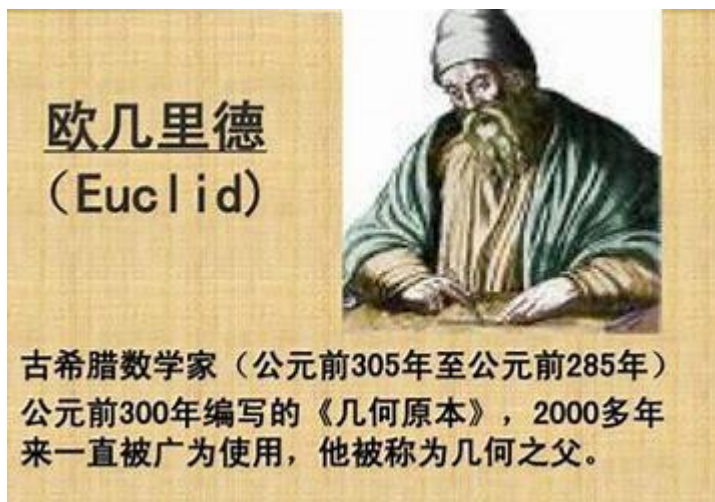 欧几里德
（Euclid)
古希腊数学家（公元前305年至公元前285年）
公元前300年编写的《几何原本》，2000多年
来一直被广为使用，他被称为几何之父。